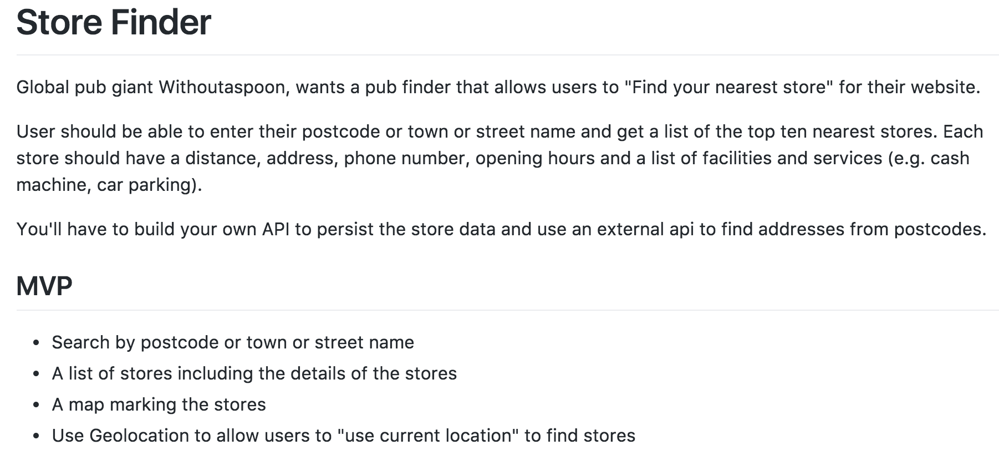 Store Finder
Global pub giant Withoutaspoon, wants a pub finder that allows users to "Find your nearest store" for their website.
User should be able to enter their postcode or town or street name and get a list of the top ten nearest stores. Each
store should have a distance, address, phone number, opening hours and a list of facilities and services (e.g. cash
machine, car parking).
You'll have to build your own API to persist the store data and use an external api to find addresses from postcodes.
MVP
• Search by postcode or town or street name
• A list of stores including the details of the stores
• A map marking the stores
• Use Geolocation to allow users to "use current location" to find stores